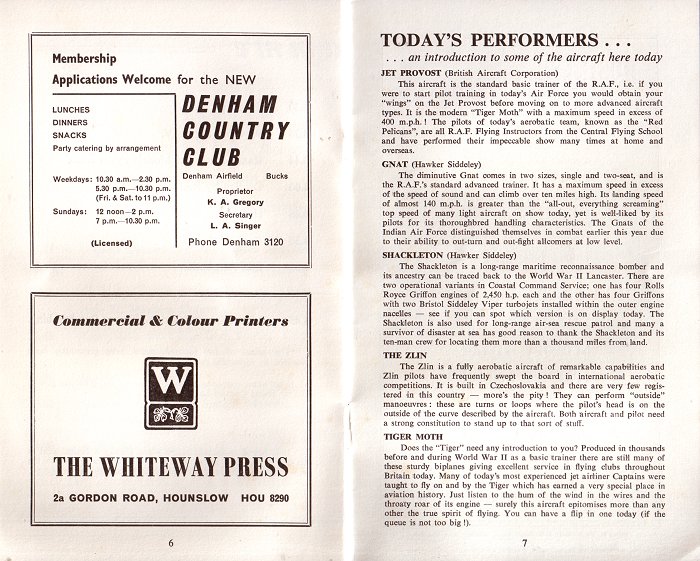 Membership
Applications Welcome for the NEW
LUNCHES
DINNERS
SNACKS
Party catering by arrangement
Weekdays: 10.30 a.m.—2.30 p.m.
5.30 p.m.—10.30 p.m.
(Fri. & Sat. to 11 p.m.)
Sundays: 12 noon—2 p.m.
7 p.m.—10.30 p.m.
(Licensed)
DENHAM
COUNTRY
CLUB
Denham Airfield Bucks
Proprietor
K. A. Gregory
Secretary
L. A. Singer
Phone Denham 3120
Commercial & Colour Printers
W
THE WHITEWAY PRESS
2a GORDON ROAD, HOUNSLOW HOU 8290
6
TODAY'S PERFORMERS . . .
. . . an introduction to some of the aircraft here today
JET PROVOST (British Aircraft Corporation)
This aircraft is the standard basic trainer of the R.A.F., i.e. if you
were to start pilot training in today's Air Force you would obtain your
"wings" on the Jet Provost before moving on to more advanced aircraft
types. It is the modern "Tiger Moth" with a maximum speed in excess of
400 m.p.h.! The pilots of today's aerobatic team, known as the "Red
Pelicans", are all R.A.F. Flying Instructors from the Central Flying School
and have performed their impeccable show many times at home and
overseas.
GNAT (Hawker Siddeley)
The diminutive Gnat comes in two sizes, single and two-seat, and is
the R.A.F.'s standard advanced trainer. It has a maximum speed in excess
of the speed of sound and can climb over ten miles high. Its landing speed
of almost 140 m.p.h. is greater than the "all-out, everything screaming"
top speed of many light aircraft on show today, yet is well-liked by its
pilots for its thoroughbred handling characteristics. The Gnats of the
Indian Air Force distinguished themselves in combat earlier this year due
to their ability to out-turn and out-fight allcomers at low level.
SHACKLETON (Hawker Siddeley)
The Shackleton is a long-range maritime reconnaissance bomber and
its ancestry can be traced back to the World War II Lancaster. There are
two operational variants in Coastal Command Service; one has four Rolls
Royce Griffon engines of 2,450 h.p. each and the other has four Griffons
with two Bristol Siddeley Viper turbojets installed within the outer engine
nacelles — see if you can spot which version is on display today. The
Shackleton is also used for long-range air-sea rescue patrol and many a
survivor of disaster at sea has good reason to thank the Shackleton and its
ten-man crew for locating them more than a thousand miles from land.
THE ZLIN
The Zlin is a fully aerobatic aircraft of remarkable capabilities and
Zlin pilots have frequently swept the board in international aerobatic
competitions. It is built in Czechoslovakia and there are very few regis-
tered in this country — more's the pity! They can perform "outside"
manoeuvres: these are turns or loops where the pilot's head is on the
outside of the curve described by the aircraft. Both aircraft and pilot need
a strong constitution to stand up to that sort of stuff.
TIGER MOTH
Does the "Tiger" need any introduction to you? Produced in thousands
before and during World War II as a basic trainer there are still many of
these sturdy biplanes giving excellent service in flying clubs throughout
Britain today. Many of today's most experienced jet airliner Captains were
taught to fly on and by the Tiger which has earned a very special place in
aviation history. Just listen to the hum of the wind in the wires and the
throaty roar of its engine — surely this aircraft epitomises more than any
other the true spirit of flying. You can have a flip in one today (if the
queue is not too big!).
7